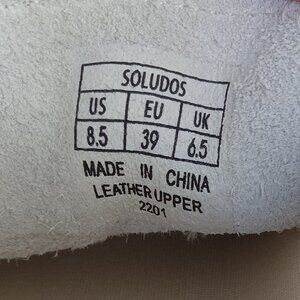 SOLUDOS
US EU UK
8.5 39 6.5
MADE IN CHINA
LEATHER UPPER
2201